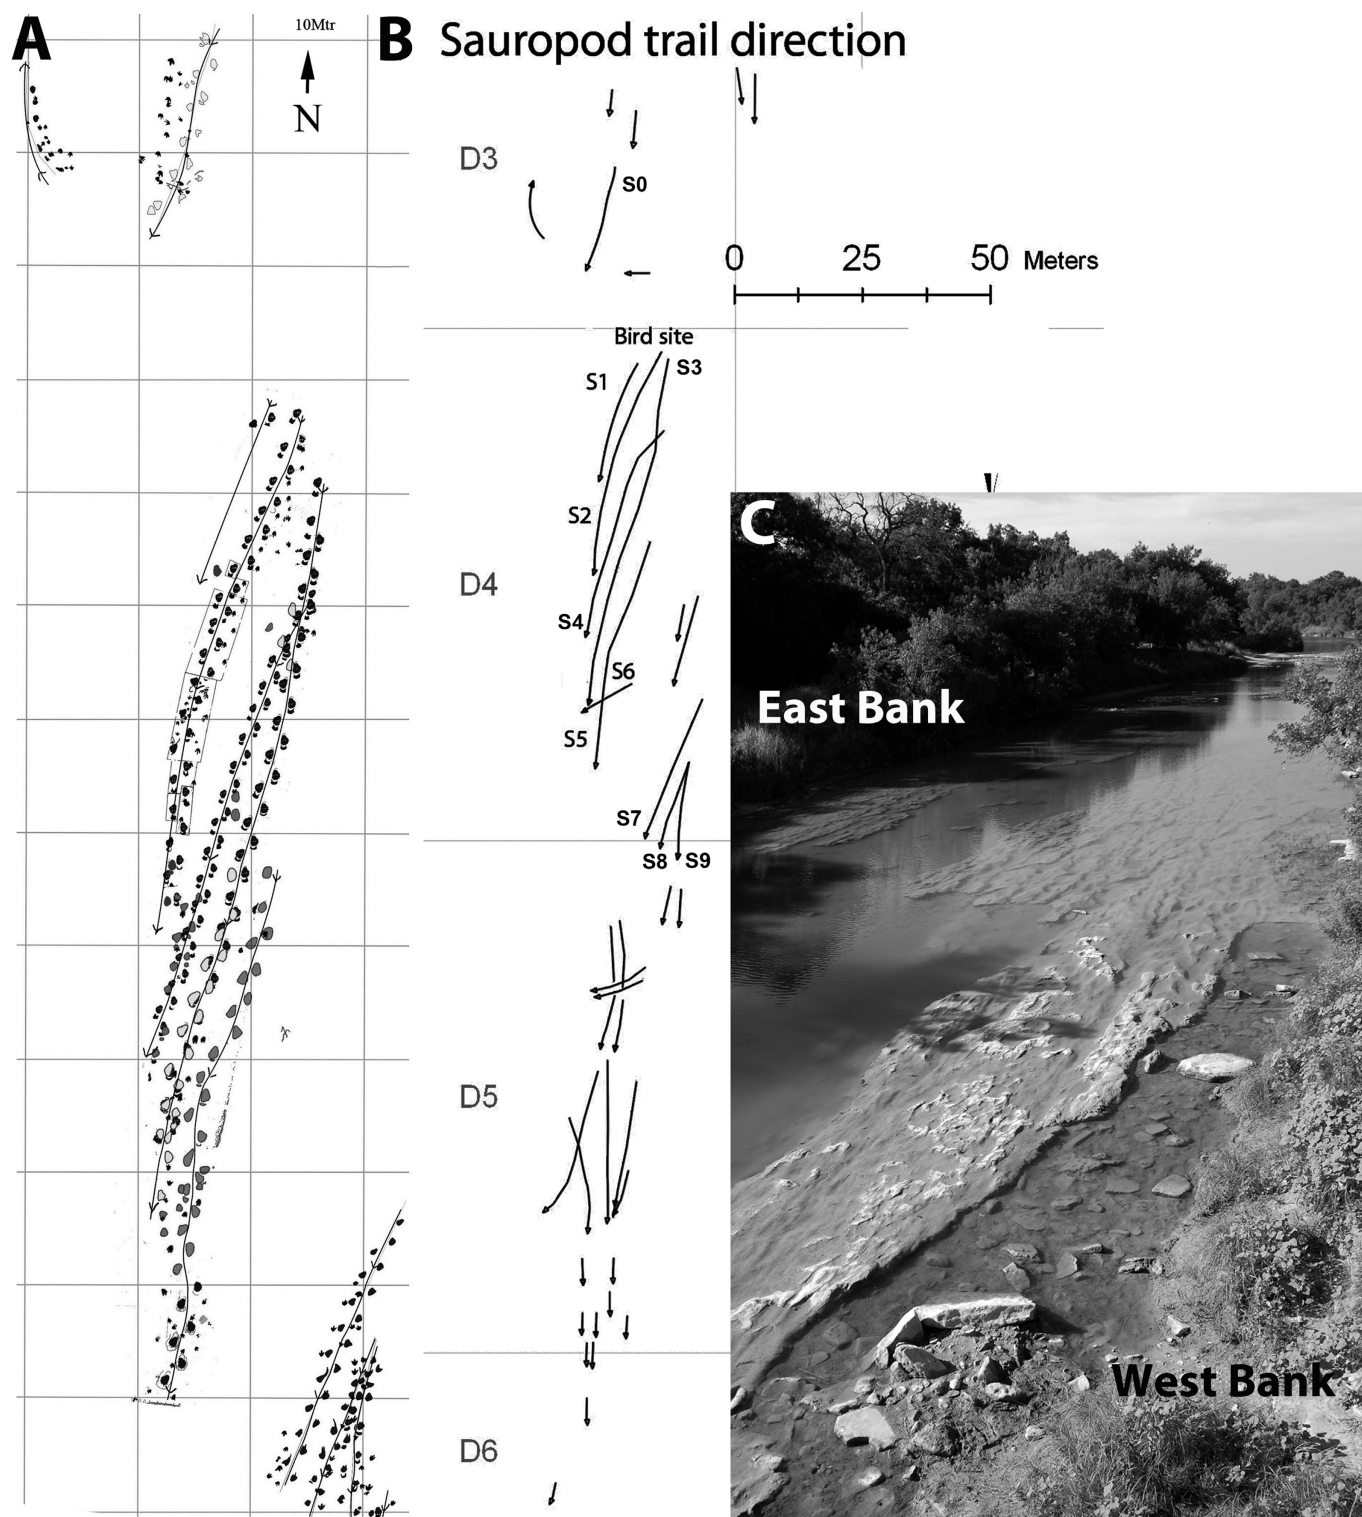 A
10Mtr
N
B
Sauropod trail direction
D3
S0
0 25 50 Meters
Bird site
S1
S3
S2
D4
S4
S6
S5
S7
S8 S9
D5
D6
C
East Bank
West Bank